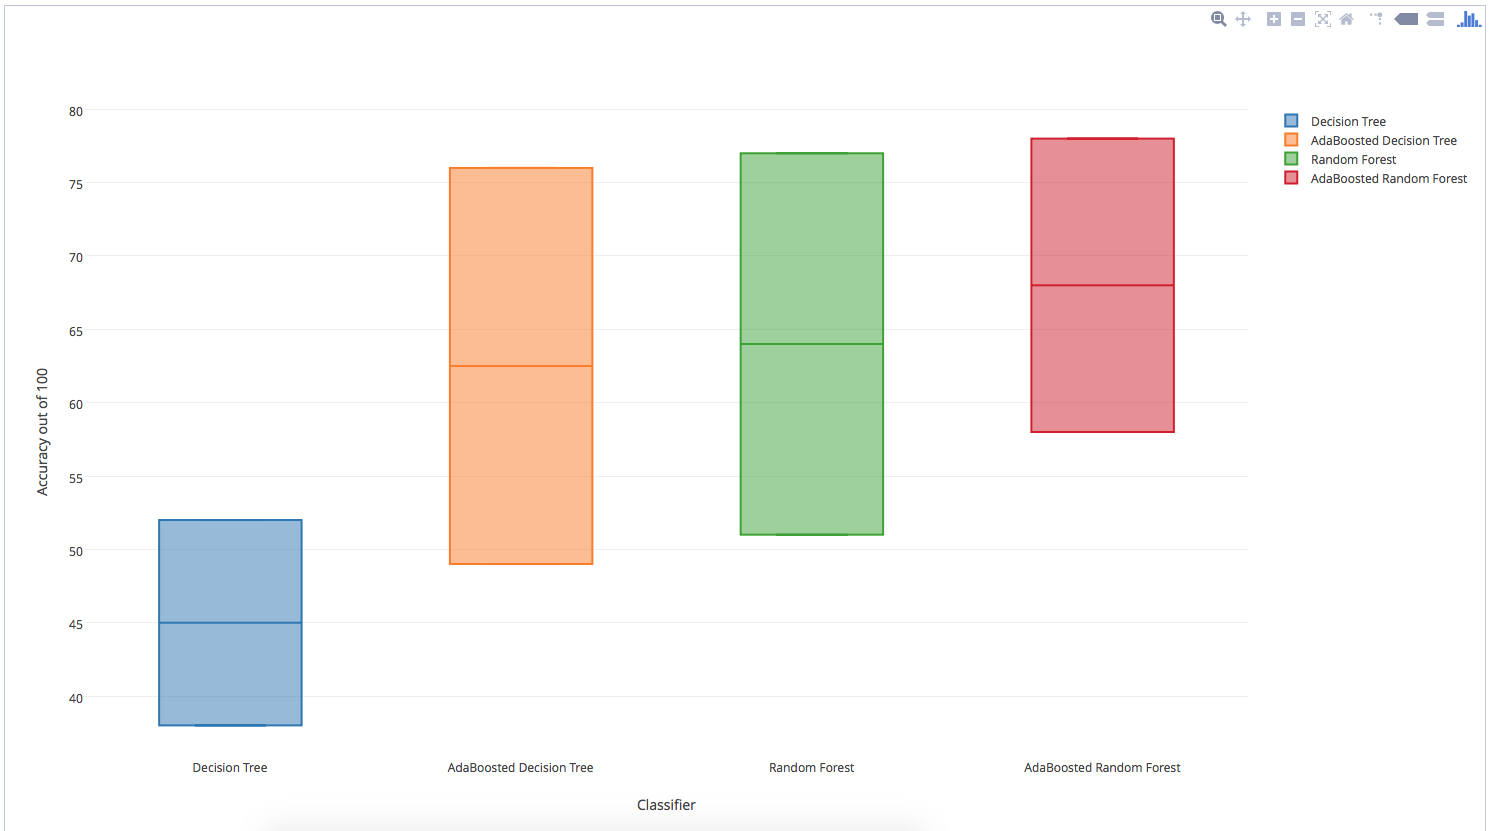 80
75
70
65
60
55
50
45
40
Accuracy out of 100
Decision Tree
AdaBoosted Decision Tree
Random Forest
AdaBoosted Random Forest
Classifier
Decision Tree
AdaBoosted Decision Tree
Random Forest
AdaBoosted Random Forest